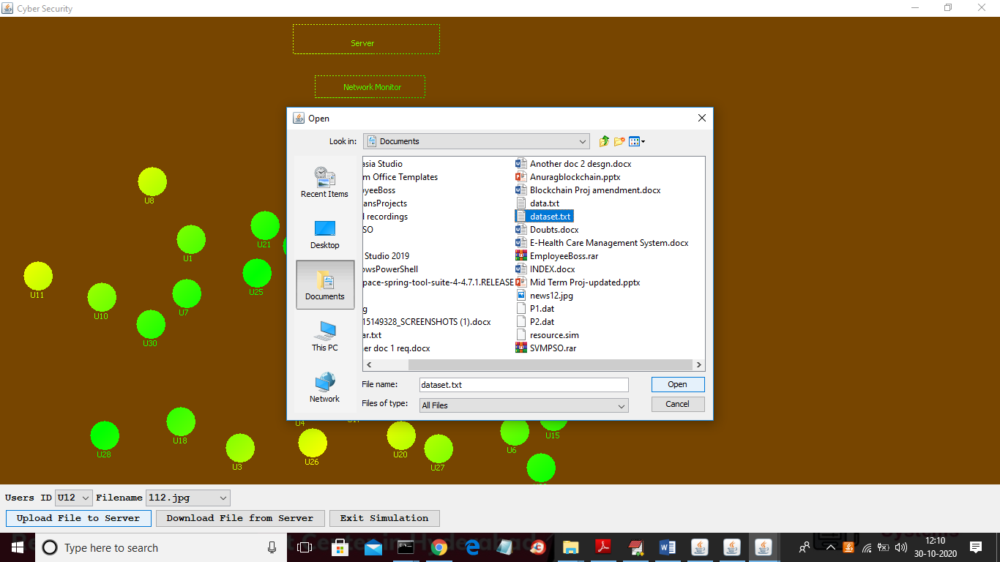 Cyber Security
Server
Network Monitor
Open
Look in:
Documents
Recent Items
Desktop
Documents
This PC
Network
asia Studio
m Office Templates
yeeBoss
ansProjects
l recordings
SO
Studio 2019
owsPowerShell
pace-spring-tool-suite-4-4.7.1.RELEASE
g
15149328_SCREENSHOTS (1).docx
ar.txt
er doc 1 req.docx
Another doc 2 desgn.docx
Anuragblockchain.pptx
Blockchain Proj amendment.docx
data.txt
dataset.txt
Doubts.docx
E-Health Care Management System.docx
EmployeeBoss.rar
INDEX.docx
Mid Term Proj-updated.pptx
news12.jpg
P1.dat
P2.dat
resource.sim
SVMPSO.rar
File name:
dataset.txt
Open
Files of type:
All Files
Cancel
U8
U21
U1
U11
U25
U10
U7
U30
U4
U18
U28
U3
U26
U20
U27
U6
U15
Users ID U12 Filename 112.jpg
Upload File to Server Download File from Server Exit Simulation
Type here to search
12:10
30-10-2020